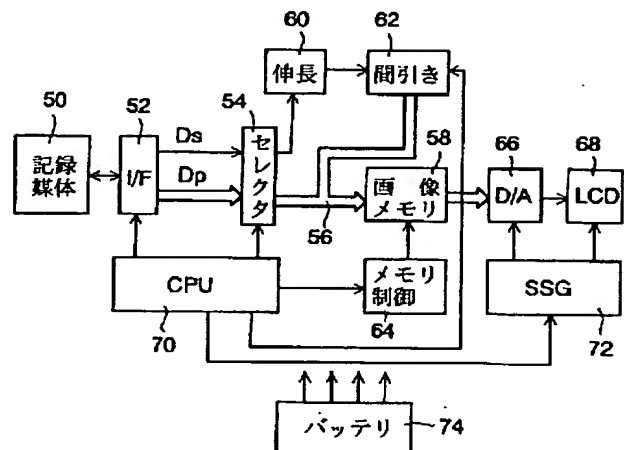 60
62
伸長
間引き
50
52
54
58
66
68
記録
媒体
I/F
Ds
Dp
セレクタ
画像
メモリ
D/A
LCD
56
CPU
メモリ
制御
SSG
70
64
72
バッテリ
74